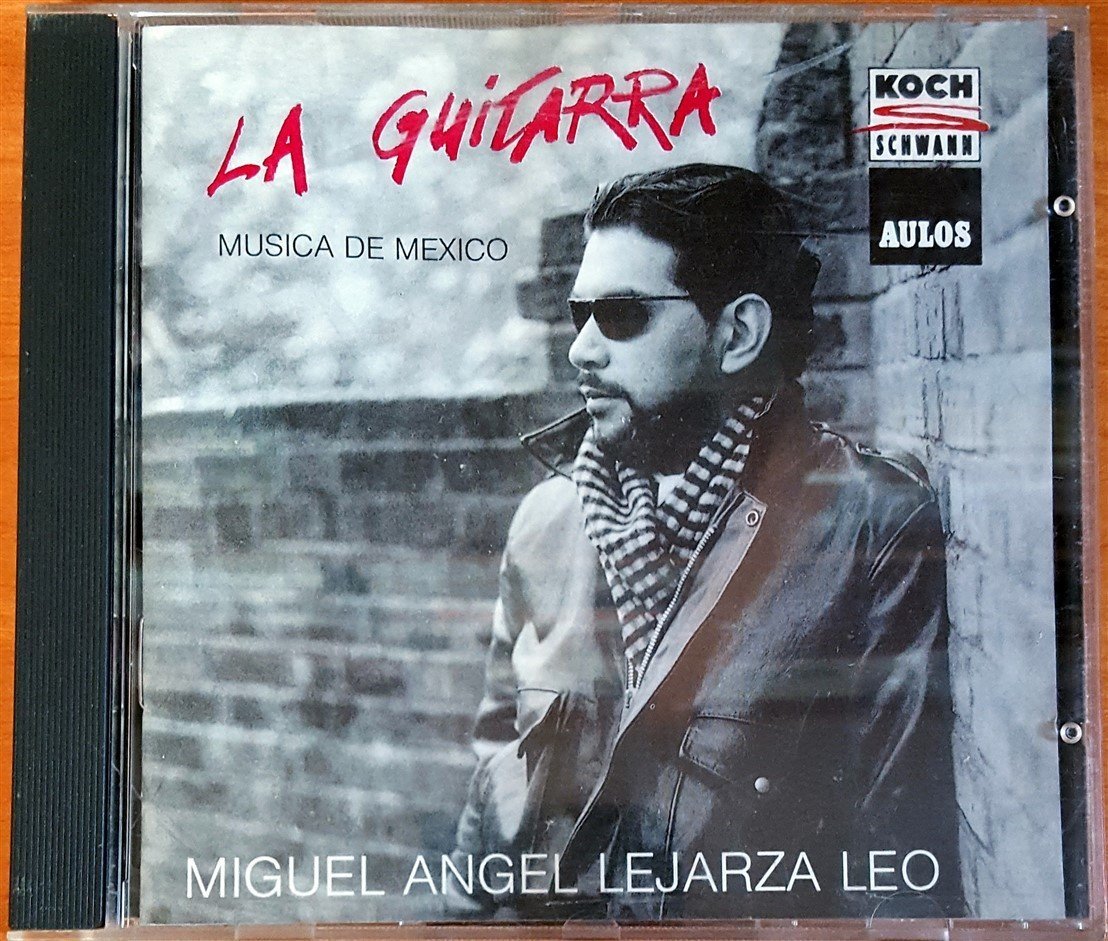 LA GUITARRA
MUSICA DE MEXICO
KOCH
SCHWANN
AULOS
MIGUEL ANGEL LEJARZA LEO